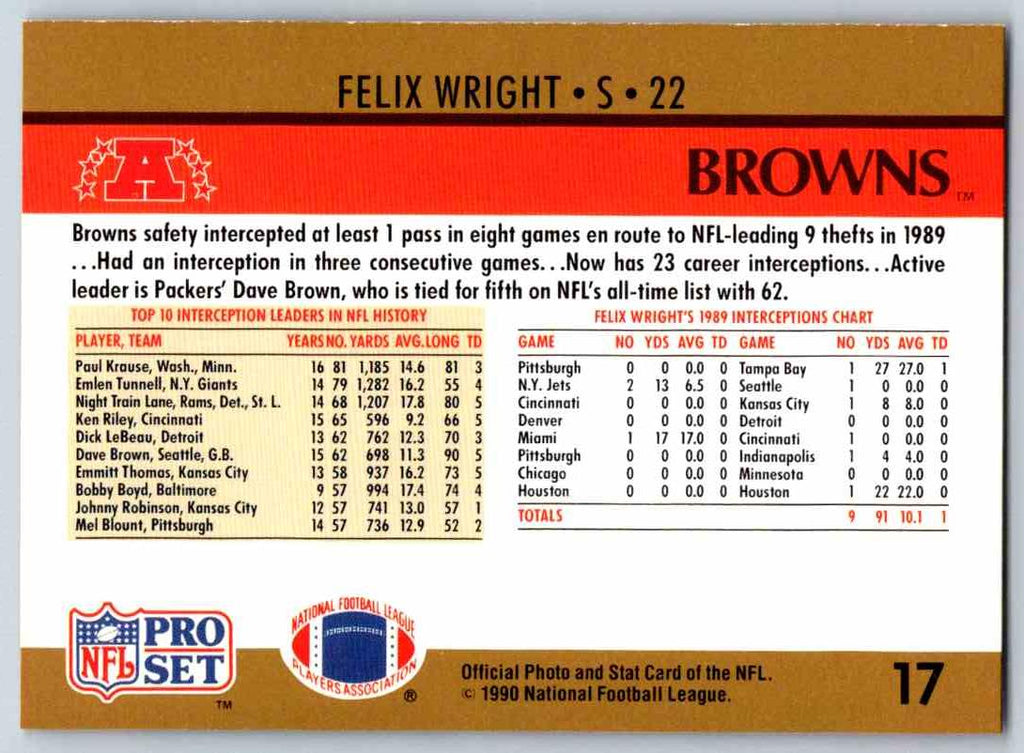 FELIX WRIGHT • S • 22
A
BROWNS TM
Browns safety intercepted at least 1 pass in eight games en route to NFL-leading 9 thefts in 1989
...Had an interception in three consecutive games...Now has 23 career interceptions...Active
leader is Packers' Dave Brown, who is tied for fifth on NFL's all-time list with 62.
TOP 10 INTERCEPTION LEADERS IN NFL HISTORY
PLAYER, TEAM YEARS NO. YARDS AVG. LONG TD
Paul Krause, Wash., Minn. 16 81 1,185 14.6 81 3
Emlen Tunnell, N.Y. Giants 14 79 1,282 16.2 55 4
Night Train Lane, Rams, Det., St. L. 14 68 1,207 17.8 80 5
Ken Riley, Cincinnati 15 65 596 9.2 66 5
Dick LeBeau, Detroit 13 62 762 12.3 70 3
Dave Brown, Seattle, G.B. 15 62 698 11.3 90 5
Emmitt Thomas, Kansas City 13 58 937 16.2 73 5
Bobby Boyd, Baltimore 9 57 994 17.4 74 4
Johnny Robinson, Kansas City 12 57 741 13.0 57 1
Mel Blount, Pittsburgh 14 57 736 12.9 52 2
FELIX WRIGHT'S 1989 INTERCEPTIONS CHART
GAME NO YDS AVG TD GAME NO YDS AVG TD
Pittsburgh 0 0 0.0 0 Tampa Bay 1 27 27.0 1
N.Y. Jets 2 13 6.5 0 Seattle 1 0 0.0 0
Cincinnati 0 0 0.0 0 Kansas City 1 8 8.0 0
Denver 0 0 0.0 0 Detroit 0 0 0.0 0
Miami 1 17 17.0 0 Cincinnati 1 0 0.0 0
Pittsburgh 0 0 0.0 0 Indianapolis 1 4 4.0 0
Chicago 0 0 0.0 0 Minnesota 0 0 0.0 0
Houston 0 0 0.0 0 Houston 1 22 22.0 0
TOTALS 9 91 10.1 1
NFL PRO SET TM
NATIONAL FOOTBALL LEAGUE
PLAYERS ASSOCIATION ®
Official Photo and Stat Card of the NFL.
© 1990 National Football League.
17